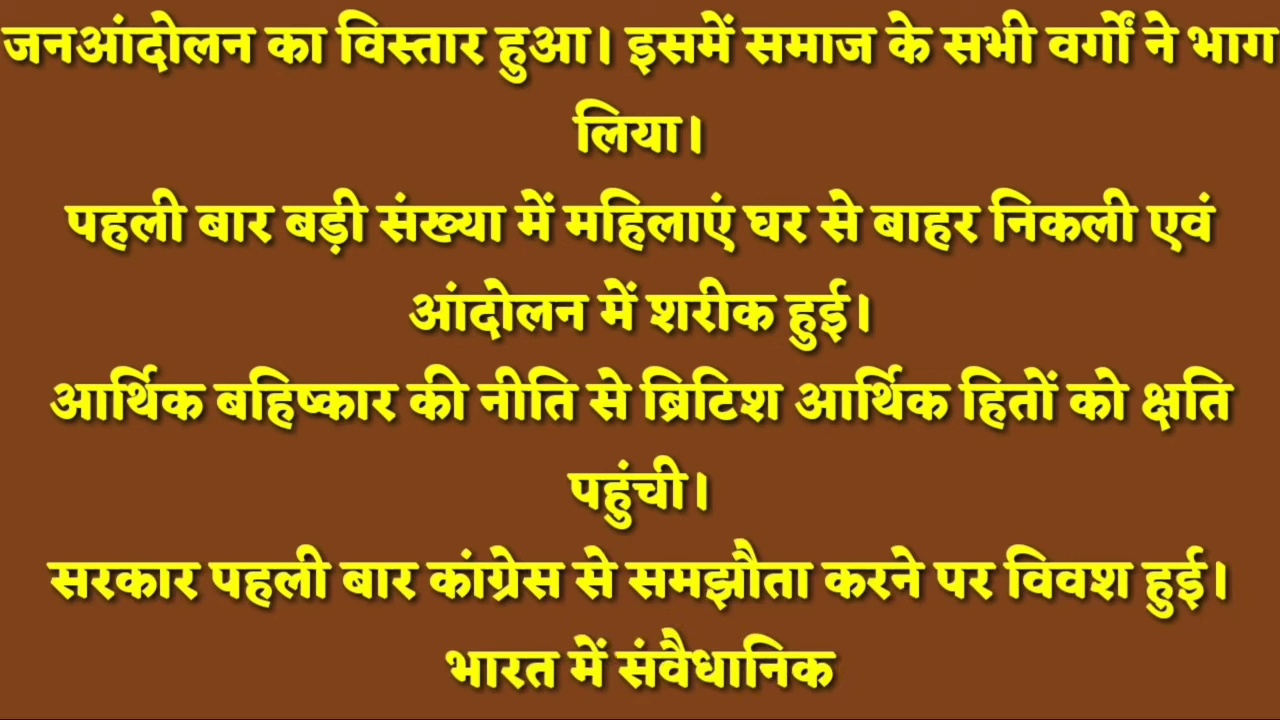 जनआंदोलन का विस्तार हुआ। इसमें समाज के सभी वर्गों ने भाग
लिया।
पहली बार बड़ी संख्या में महिलाएं घर से बाहर निकली एवं
आंदोलन में शरीक हुई।
आर्थिक बहिष्कार की नीति से ब्रिटिश आर्थिक हितों को क्षति
पहुंची।
सरकार पहली बार कांग्रेस से समझौता करने पर विवश हुई।
भारत में संवैधानिक